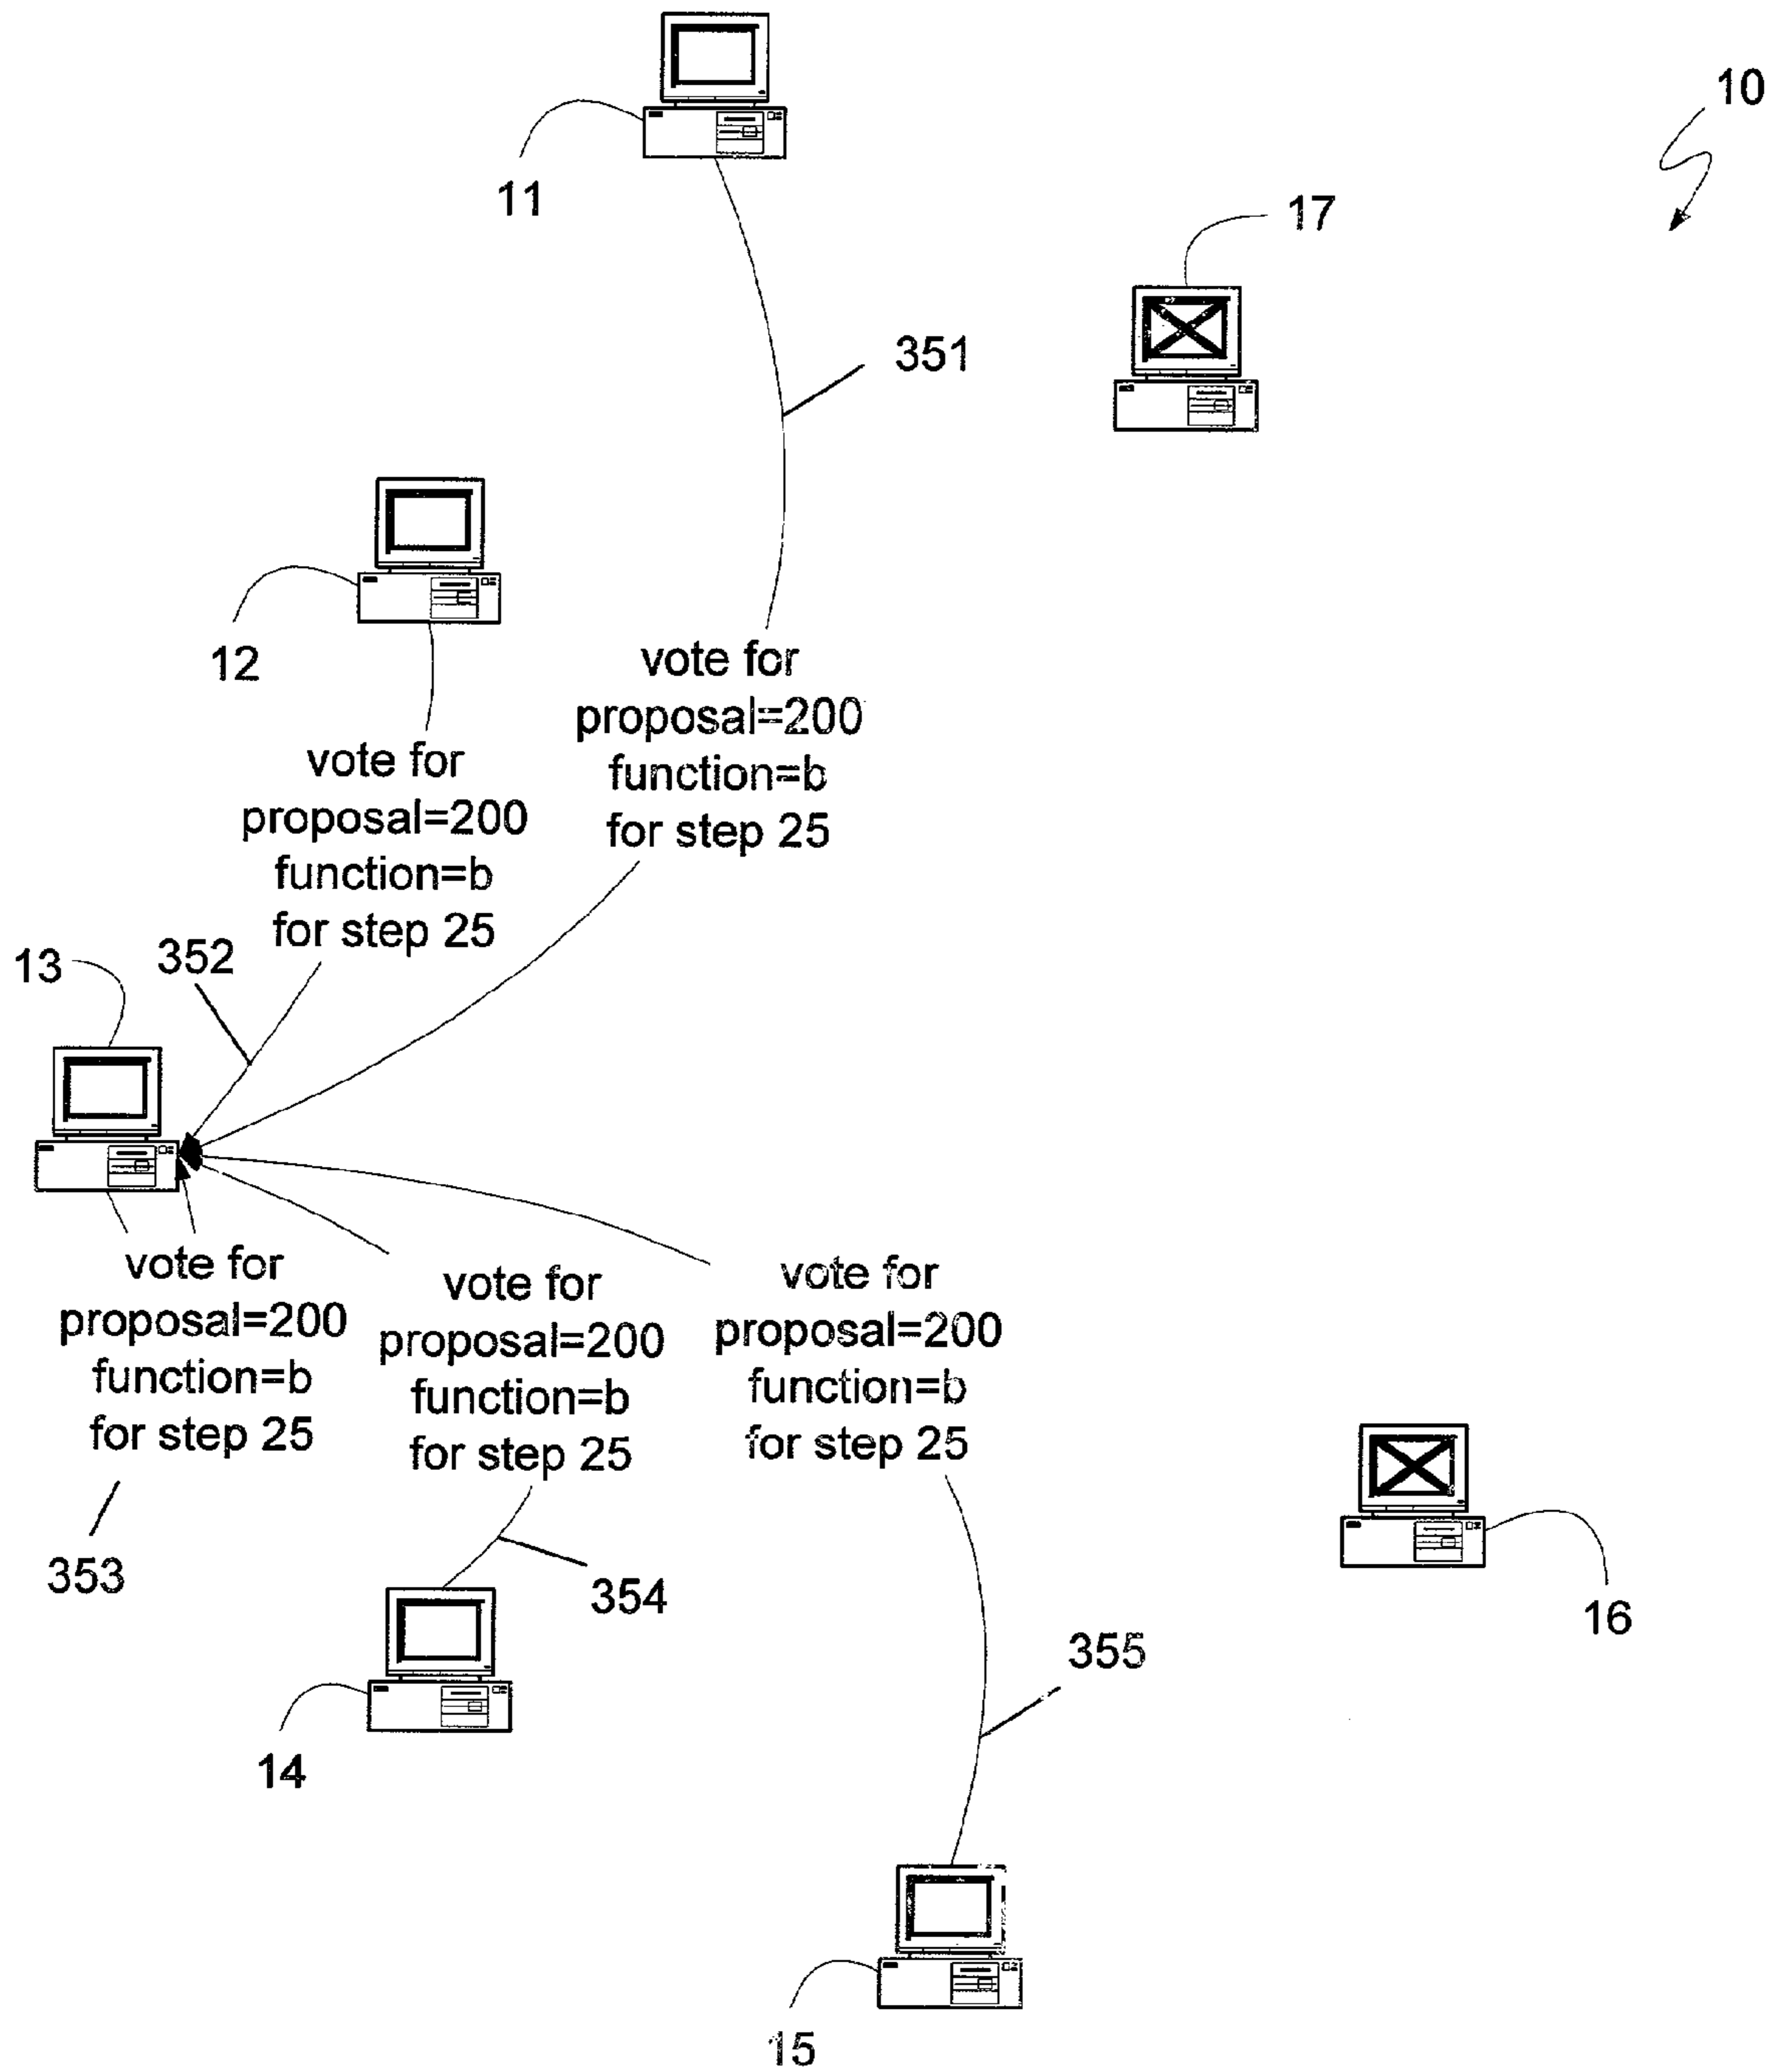 10
11
17
351
12
vote for
proposal=200
function=b
for step 25
vote for
proposal=200
function=b
for step 25
13
352
vote for
proposal=200
function=b
for step 25
vote for
proposal=200
function=b
for step 25
vote for
proposal=200
function=b
for step 25
353
354
355
16
14
15